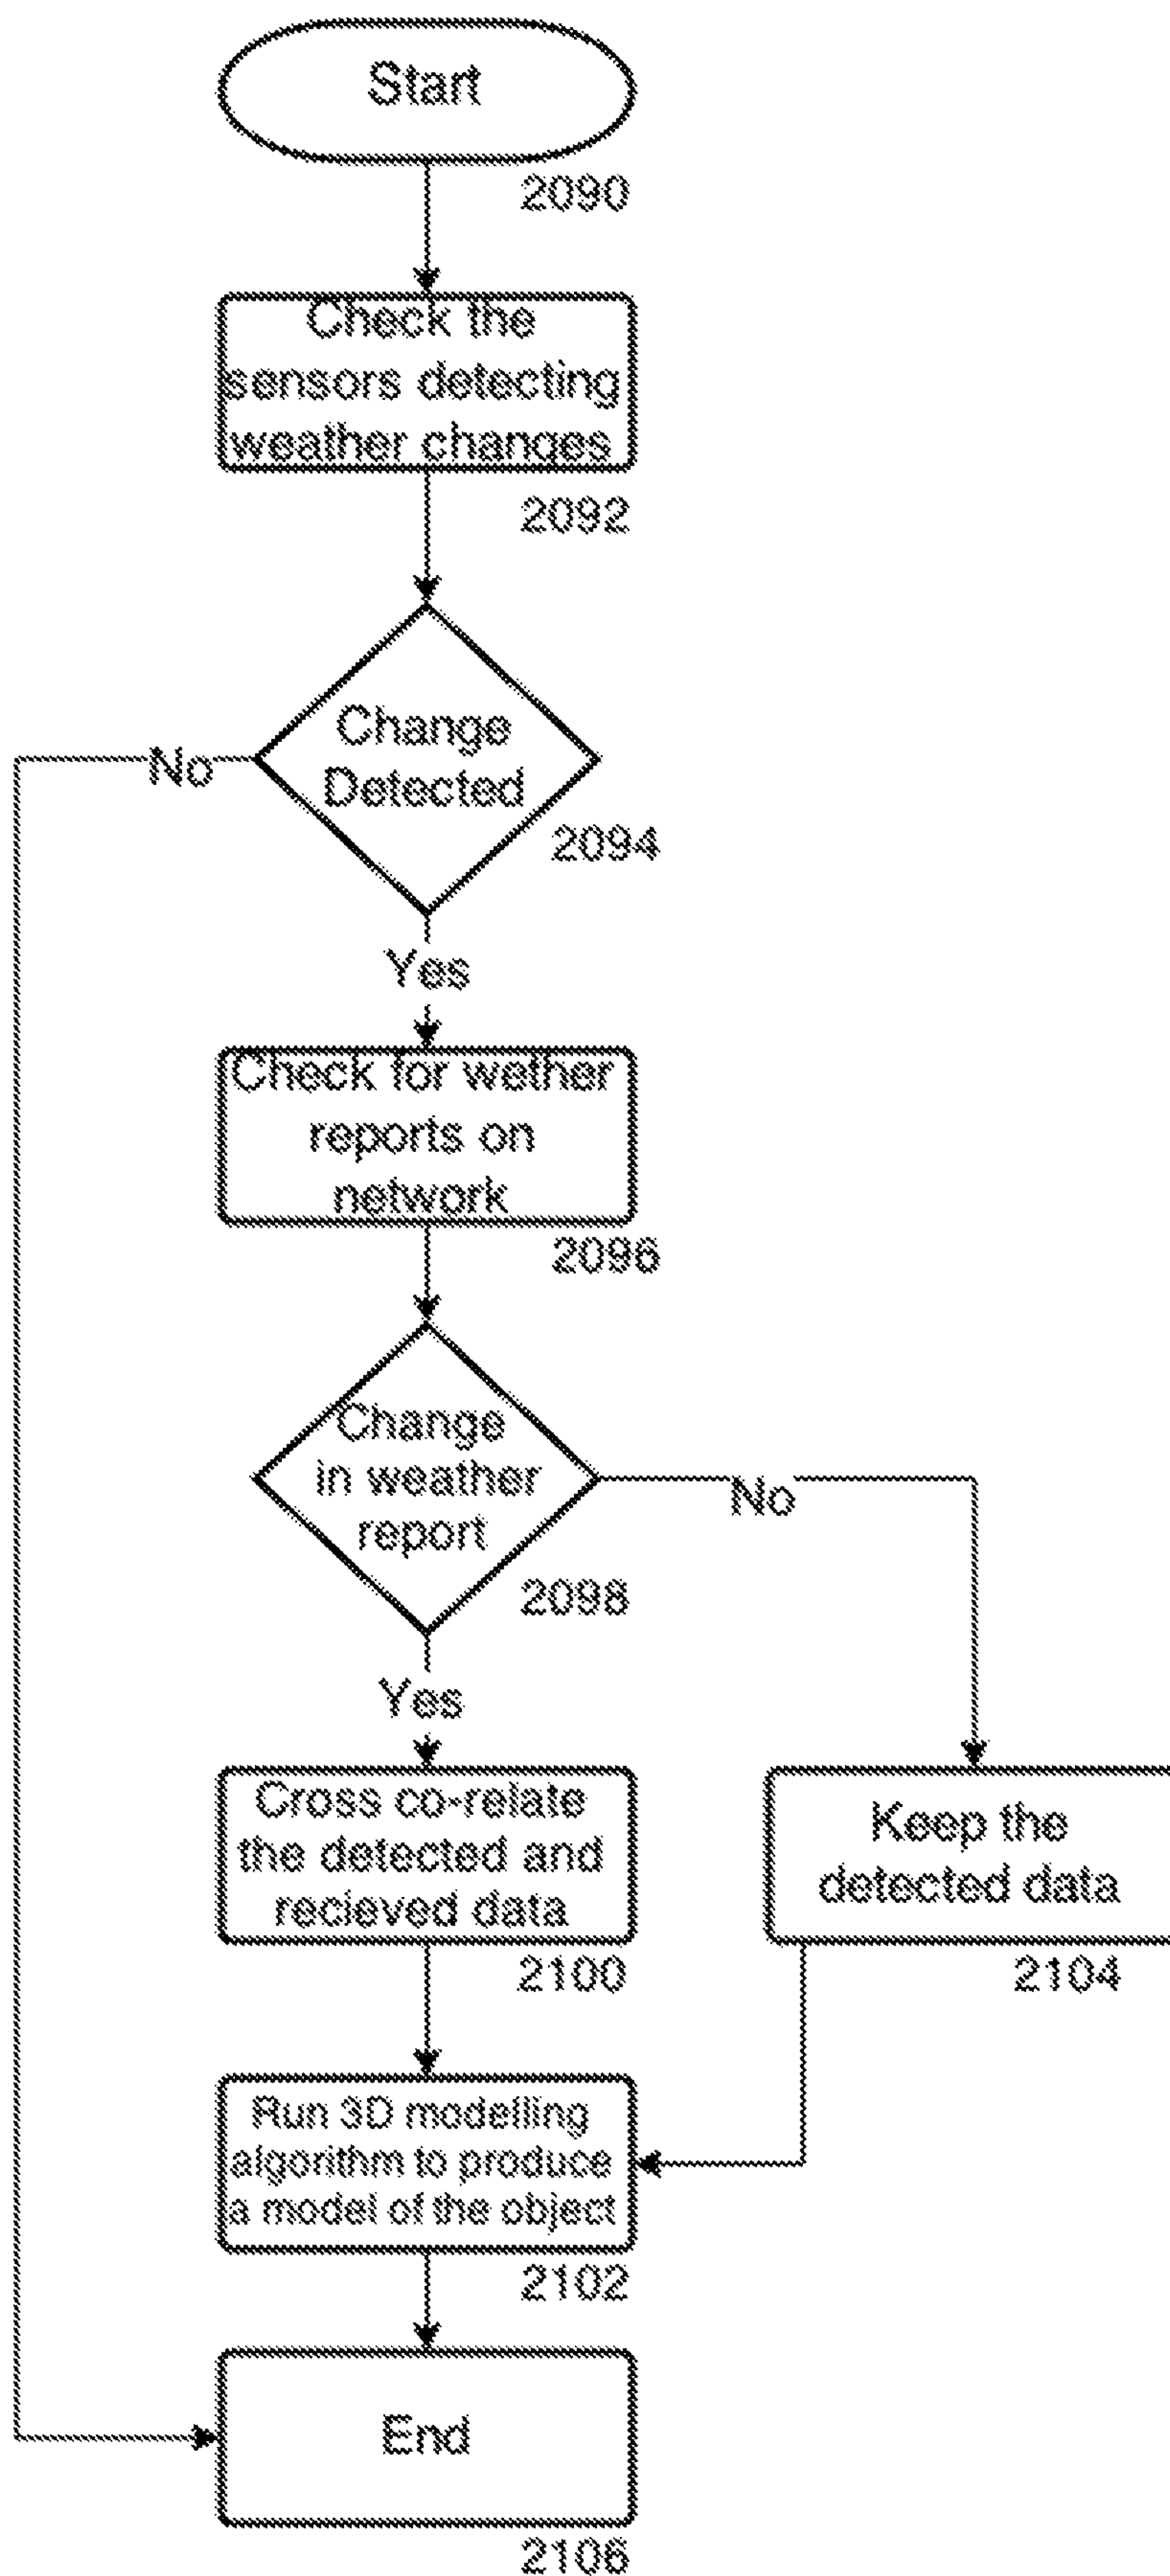 Start
2090
Check the
sensors detecting
weather changes
2092
Change
Detected
2094
No
Yes
Check for wether
reports on
network
2096
Change
in weather
report
2098
No
Yes
Cross co-relate
the detected and
recieved data
2100
Keep the
detected data
2104
Run 3D modelling
algorithm to produce
a model of the object
2102
End
2106